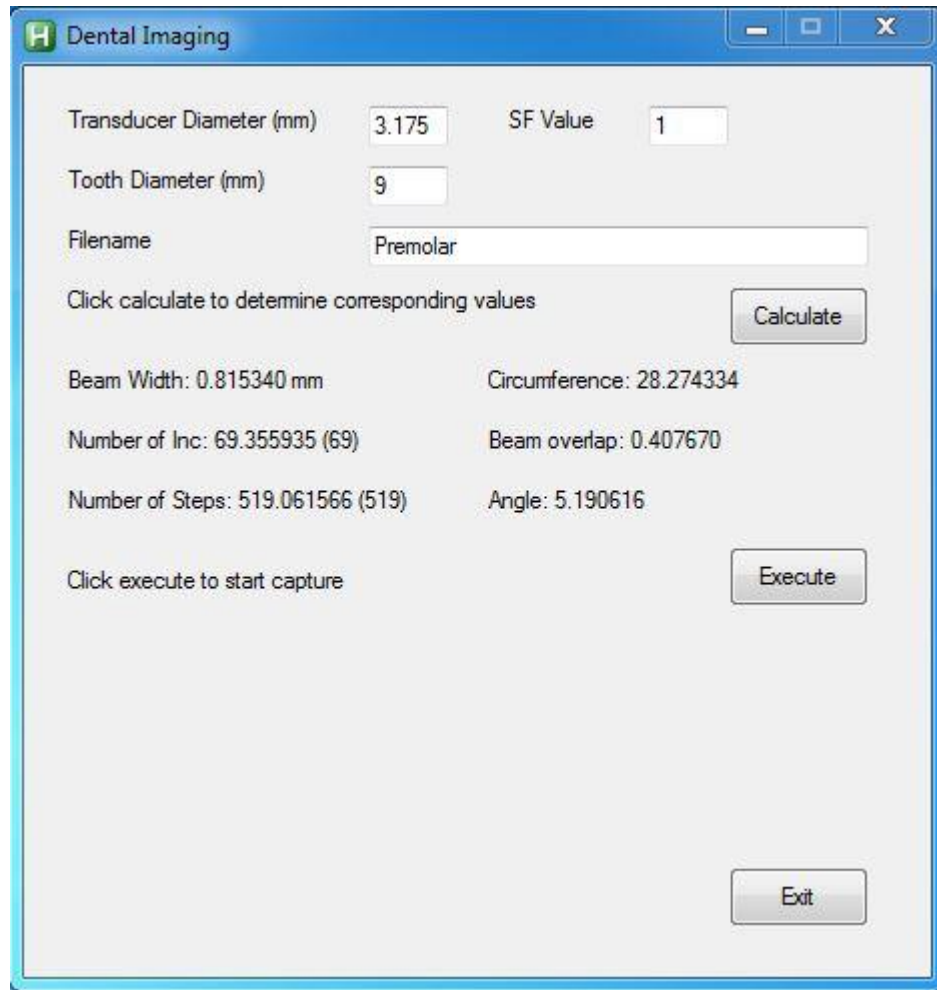 Dental Imaging
Transducer Diameter (mm) 3.175 SF Value 1
Tooth Diameter (mm) 9
Filename Premolar
Click calculate to determine corresponding values Calculate
Beam Width: 0.815340 mm Circumference: 28.274334
Number of Inc: 69.355935 (69) Beam overlap: 0.407670
Number of Steps: 519.061566 (519) Angle: 5.190616
Click execute to start capture Execute
Exit